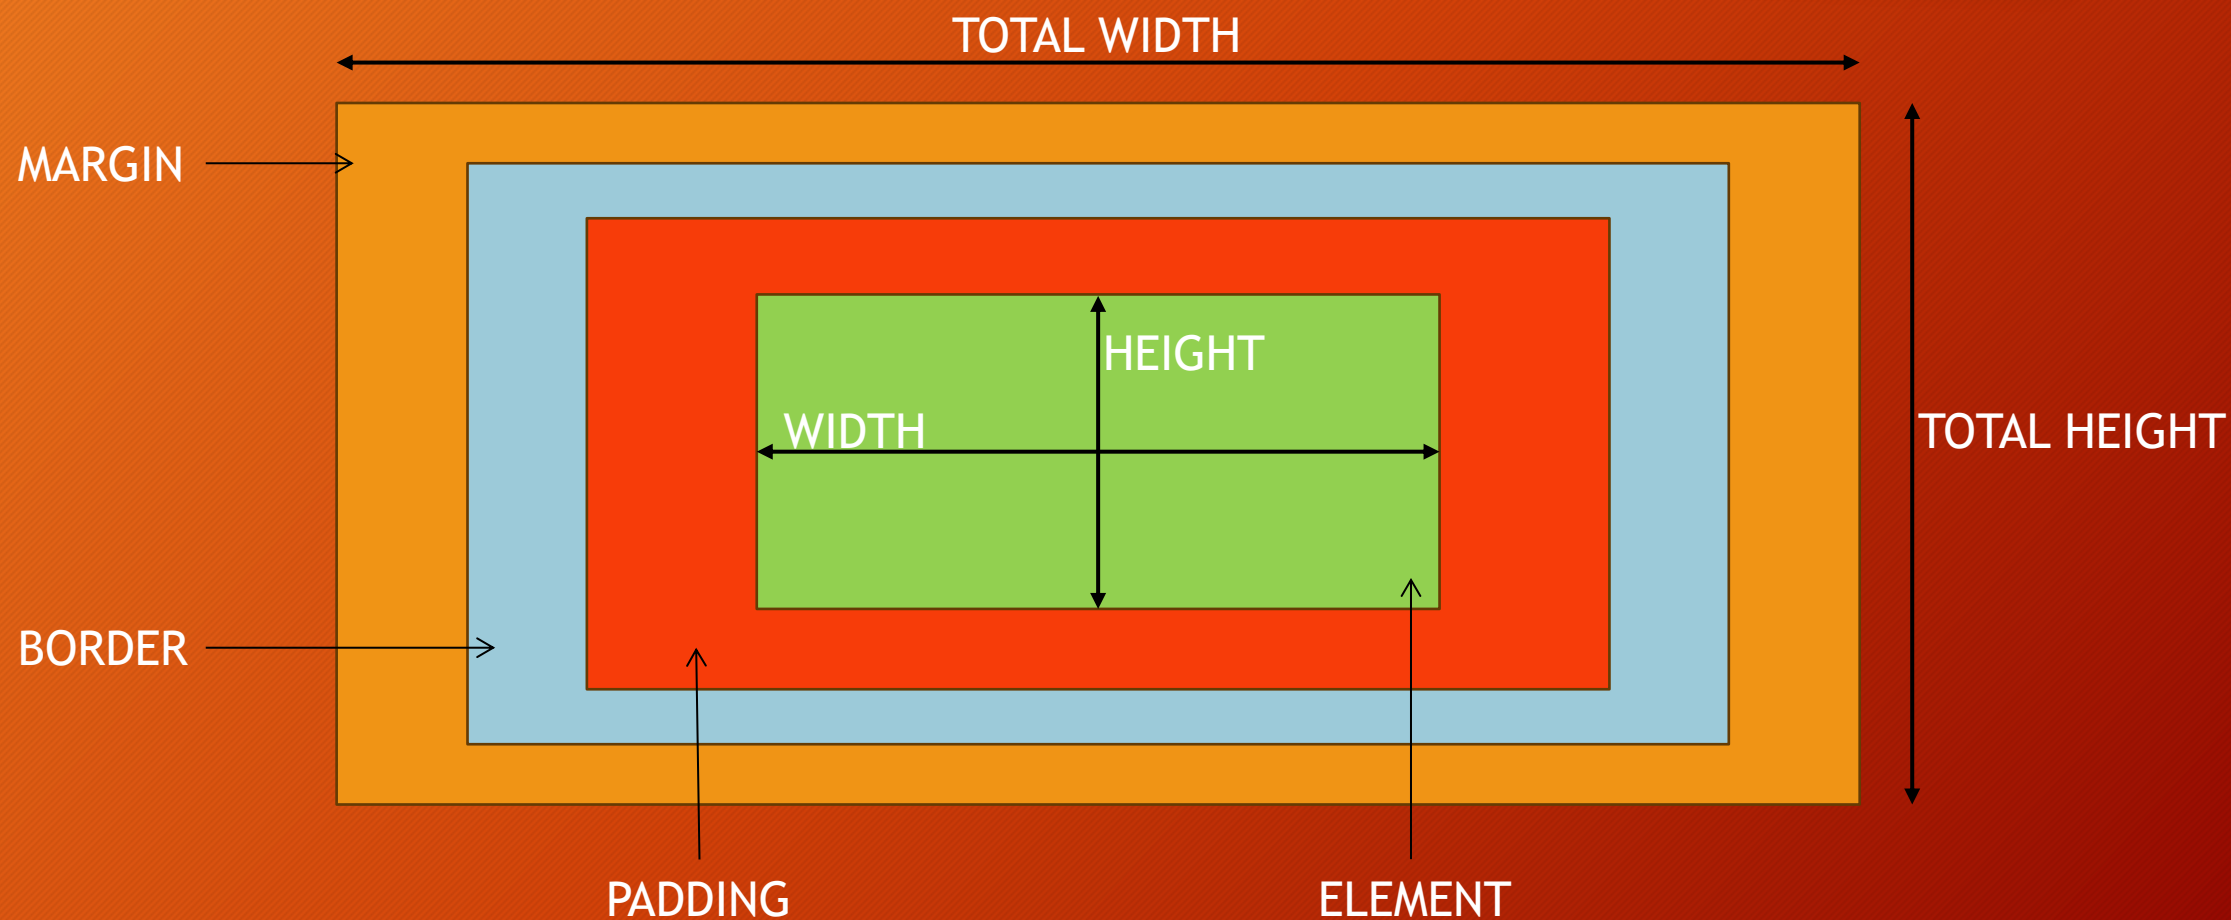 TOTAL WIDTH
MARGIN
HEIGHT
WIDTH
TOTAL HEIGHT
BORDER
PADDING
ELEMENT